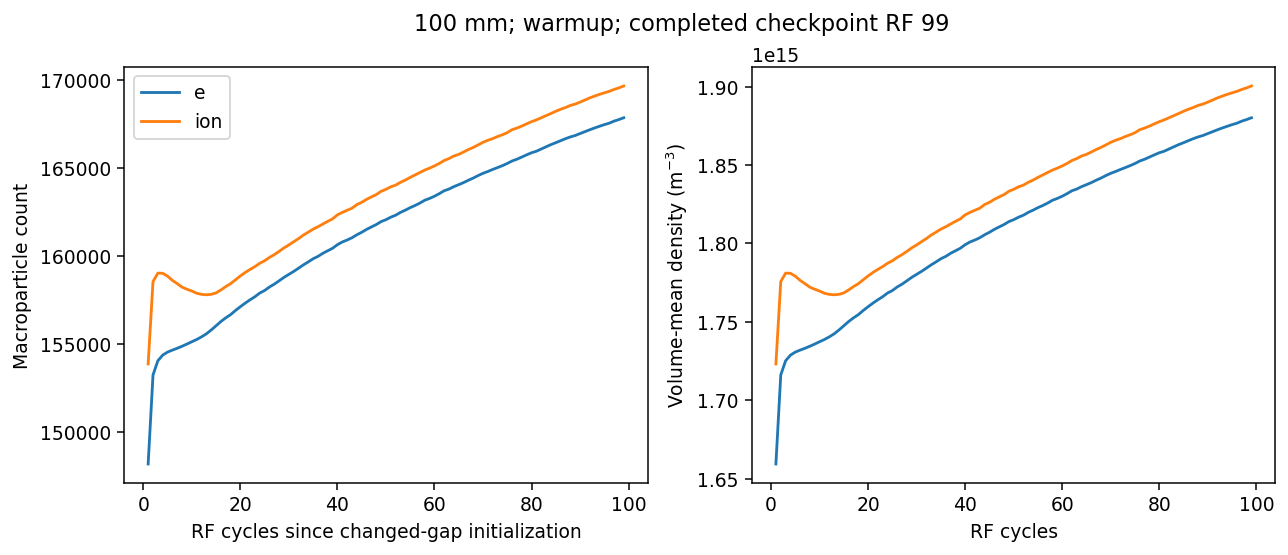 100 mm; warmup; completed checkpoint RF 99
1e15
170000
165000
160000
155000
150000
Macroparticle count
e
ion
0
20
40
60
80
100
RF cycles since changed-gap initialization
1.90
1.85
1.80
1.75
1.70
1.65
Volume-mean density (m⁻³)
0
20
40
60
80
100
RF cycles